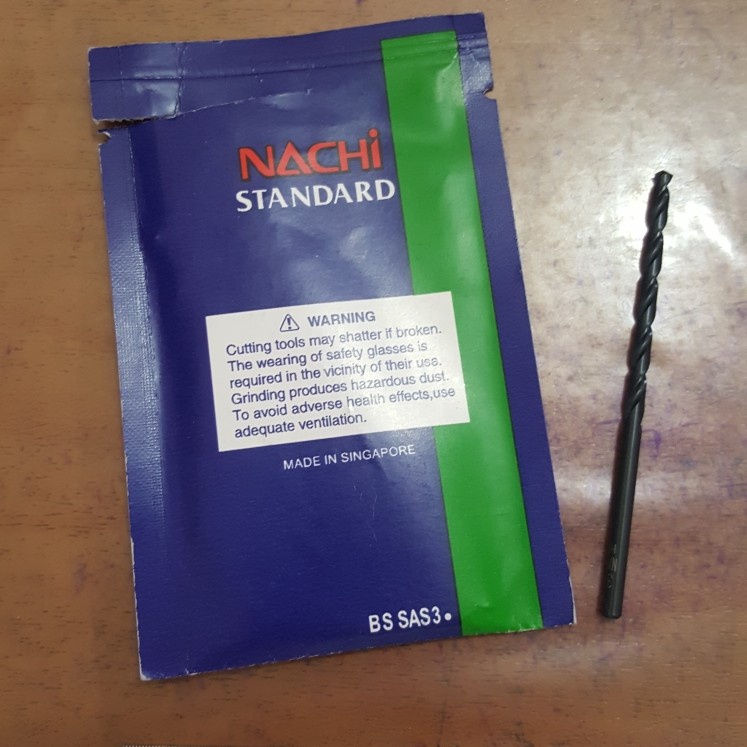 NACHi
STANDARD
⚠ WARNING
Cutting tools may shatter if broken.
The wearing of safety glasses is
required in the vicinity of their use.
Grinding produces hazardous dust.
To avoid adverse health effects,use
adequate ventilation.
MADE IN SINGAPORE
BS SAS3•